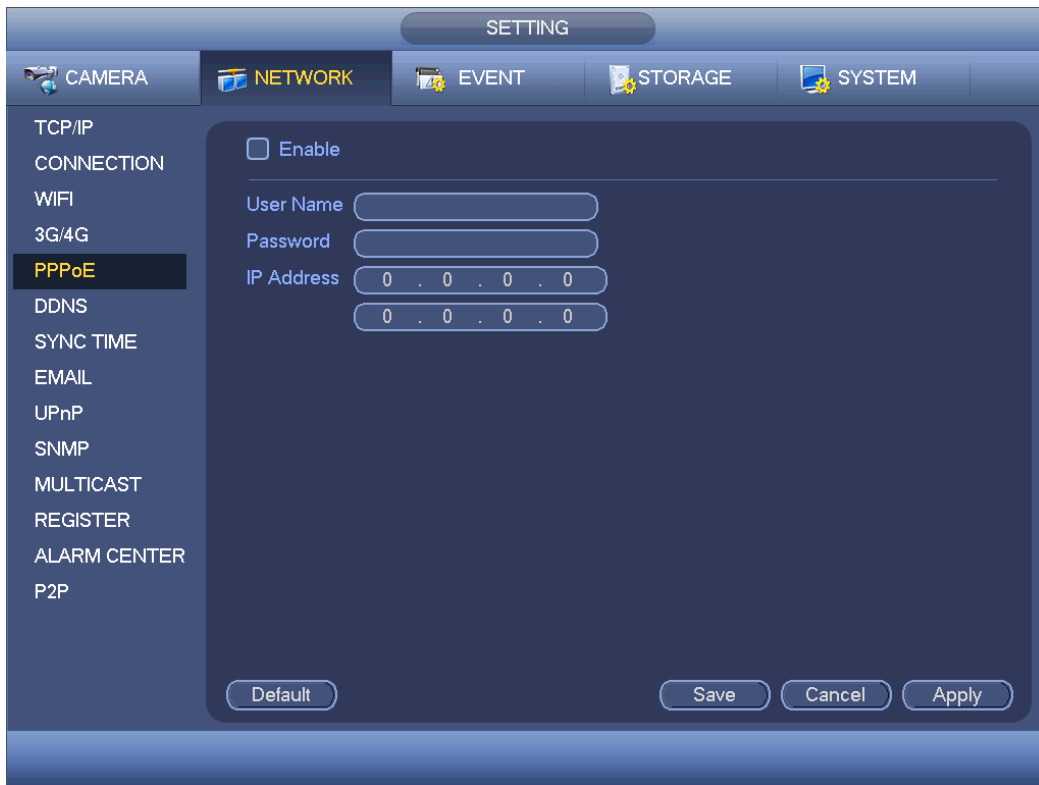 SETTING
CAMERA NETWORK EVENT STORAGE SYSTEM
TCP/IP
CONNECTION
WIFI
3G/4G
PPPoE
DDNS
SYNC TIME
EMAIL
UPnP
SNMP
MULTICAST
REGISTER
ALARM CENTER
P2P
Enable
User Name
Password
IP Address 0 . 0 . 0 . 0
0 . 0 . 0 . 0
Default Save Cancel Apply